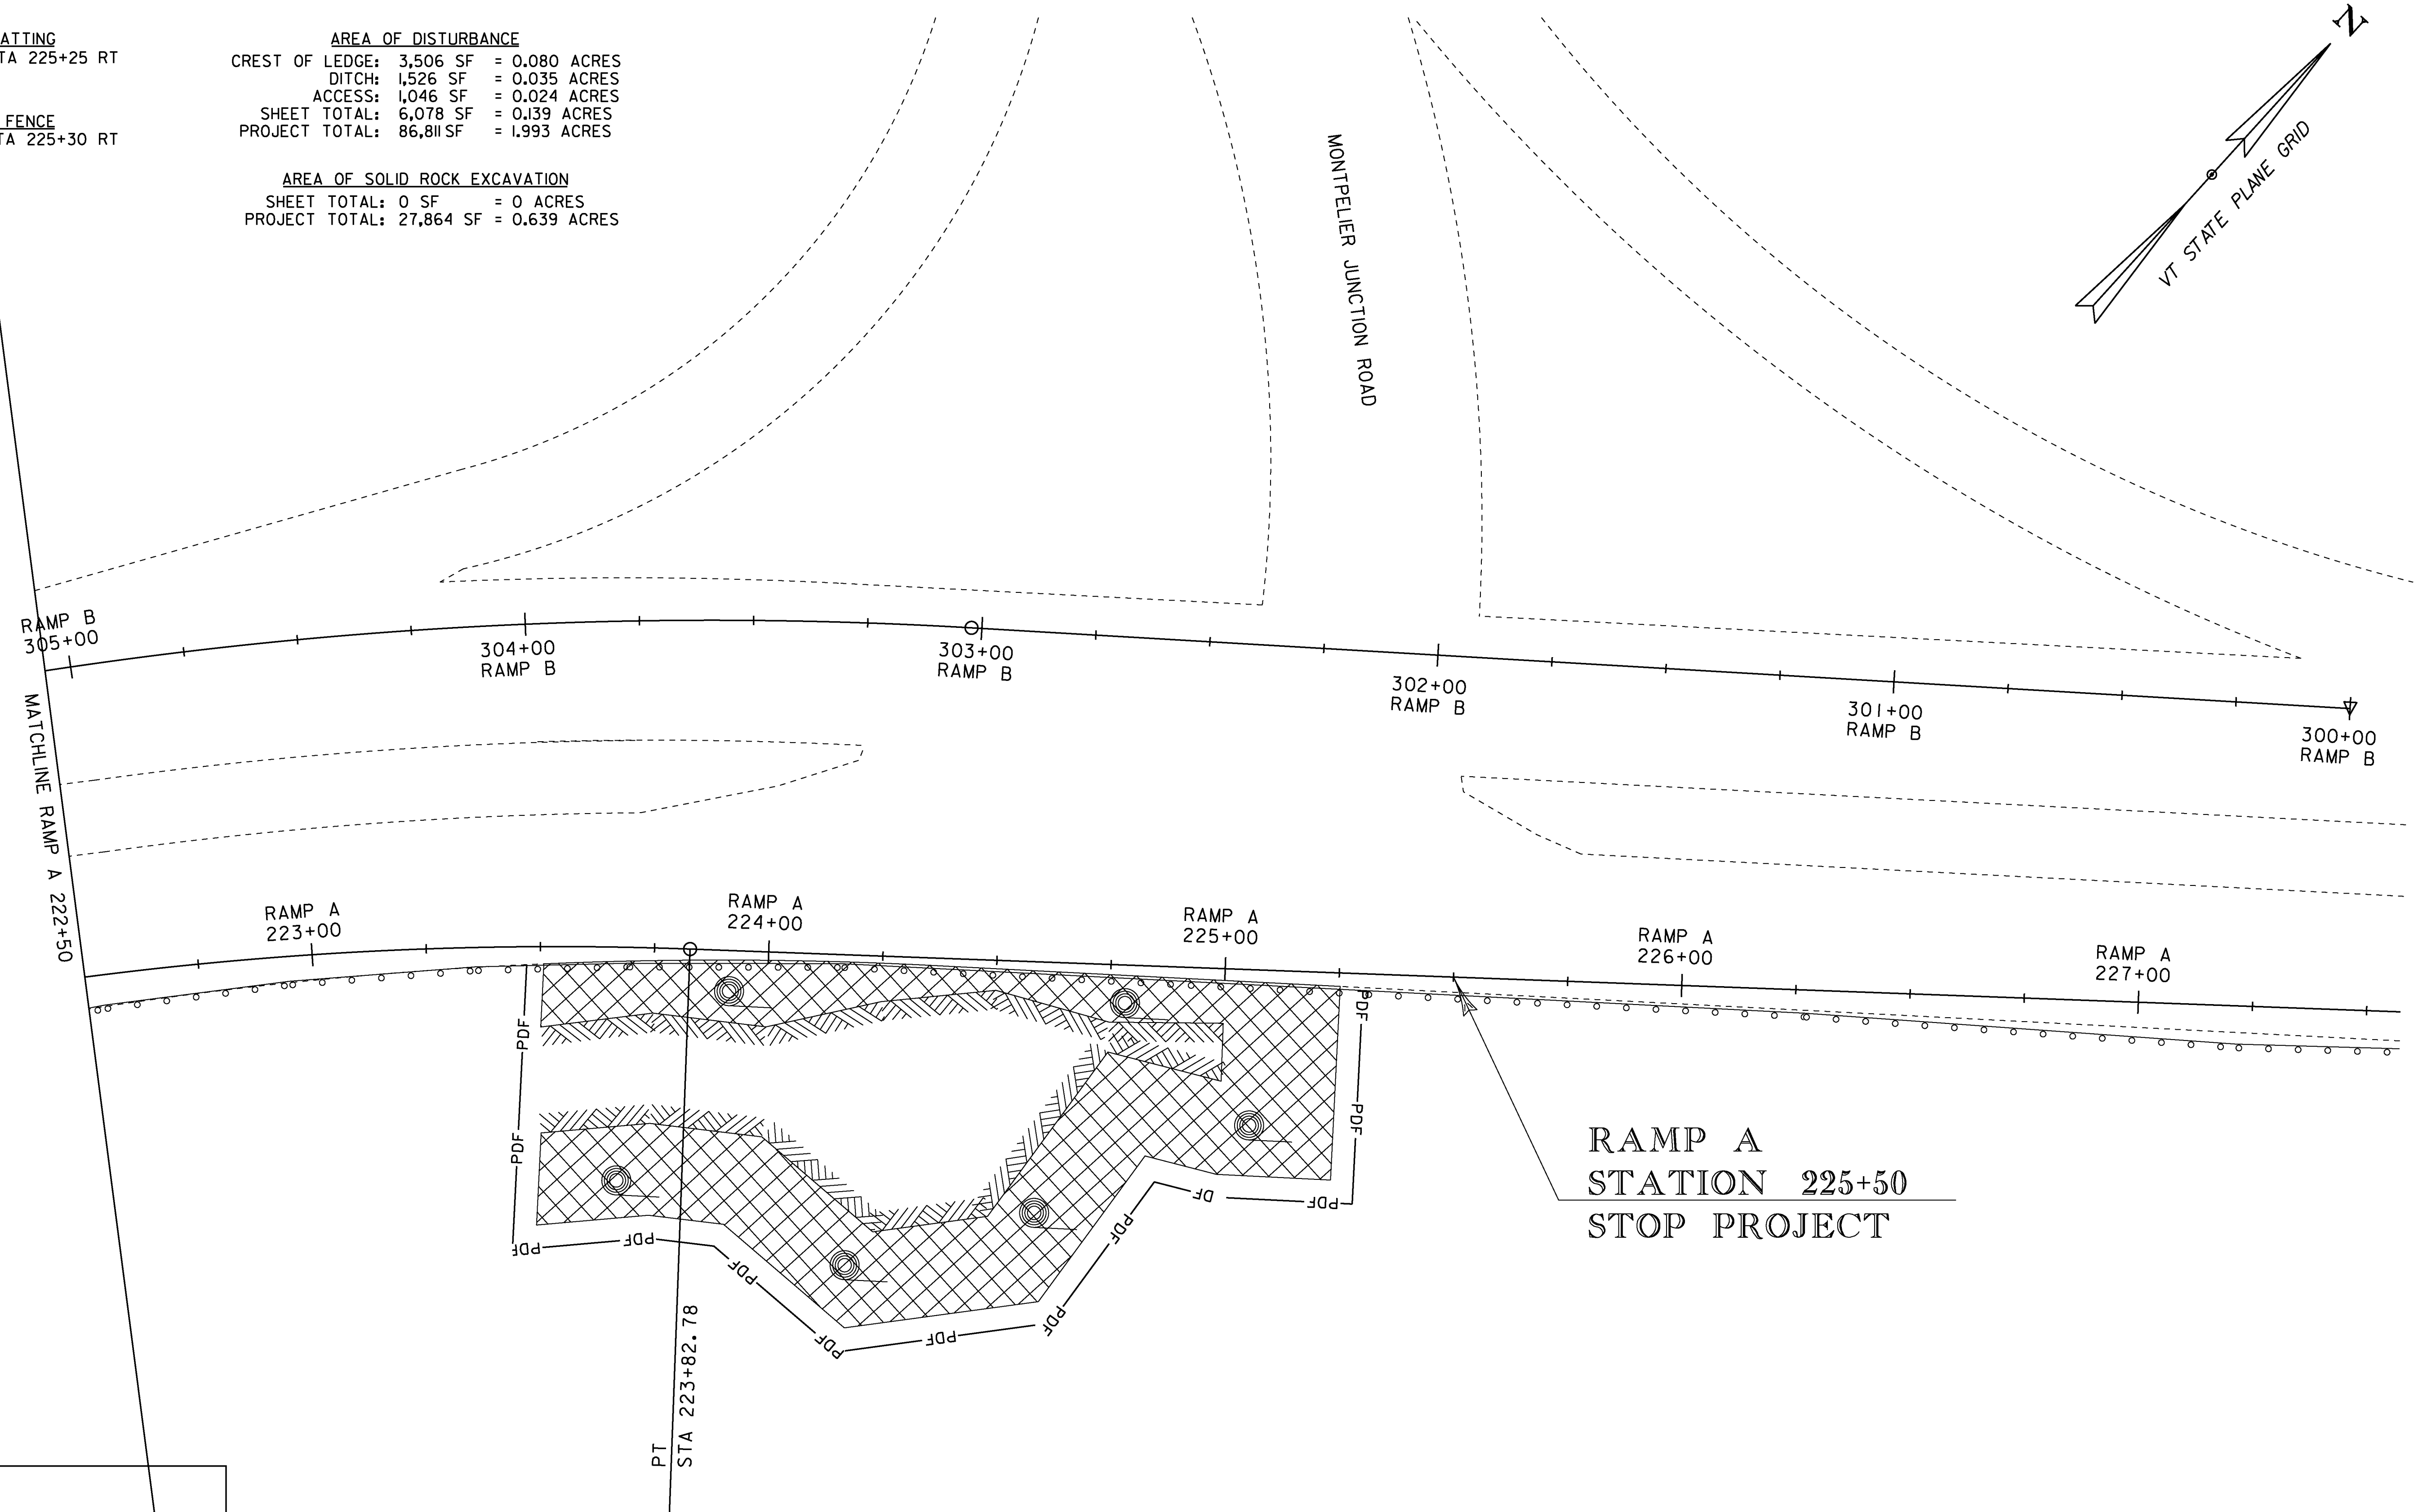 ATTING
TA 225+25 RT
FENCE
TA 225+30 RT
AREA OF DISTURBANCE
CREST OF LEDGE: 3,506 SF = 0.080 ACRES
DITCH: 1,526 SF = 0.035 ACRES
ACCESS: 1,046 SF = 0.024 ACRES
SHEET TOTAL: 6,078 SF = 0.139 ACRES
PROJECT TOTAL: 86,811 SF = 1.993 ACRES
AREA OF SOLID ROCK EXCAVATION
SHEET TOTAL: 0 SF = 0 ACRES
PROJECT TOTAL: 27,864 SF = 0.639 ACRES
N
VT STATE PLANE GRID
MONTPELIER JUNCTION ROAD
RAMP B
305+00
304+00
RAMP B
303+00
RAMP B
302+00
RAMP B
301+00
RAMP B
300+00
RAMP B
MATCHLINE RAMP A 222+50
RAMP A
223+00
RAMP A
224+00
RAMP A
225+00
RAMP A
226+00
RAMP A
227+00
PDF
PDF
PDF
PDF
PDF
PDF
PDF
PDF
PDF
DF
PDF
PDF
PDF
PT
STA 223+82.78
RAMP A
STATION 225+50
STOP PROJECT